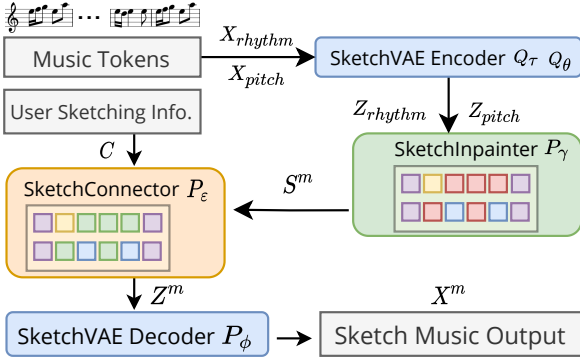 Music Tokens
X_rhythm
X_pitch
SketchVAE Encoder Q_τ Q_θ
User Sketching Info.
C
Z_rhythm Z_pitch
SketchInpainter P_γ
SketchConnector P_ε
S^m
Z^m
X^m
SketchVAE Decoder P_ϕ
Sketch Music Output